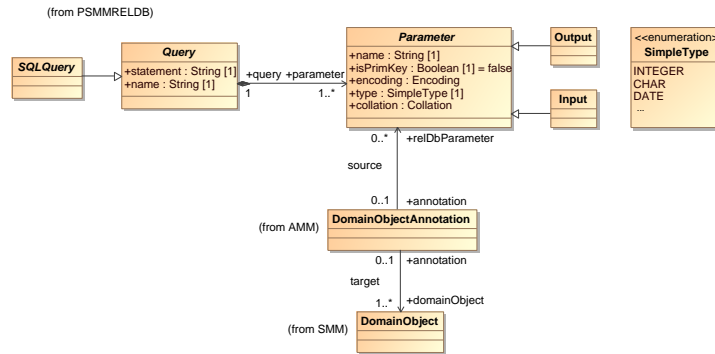 (from PSMMRELDB)
SQLQuery
Query
+statement : String [1]
+name : String [1]
+query +parameter
1
1..*
Parameter
+name : String [1]
+isPrimKey : Boolean [1] = false
+encoding : Encoding
+type : SimpleType [1]
+collation : Collation
Output
Input
<<enumeration>>
SimpleType
INTEGER
CHAR
DATE
...
0..* +relDbParameter
source
0..1 +annotation
(from AMM)
DomainObjectAnnotation
0..1 +annotation
target
1..* +domainObject
(from SMM)
DomainObject